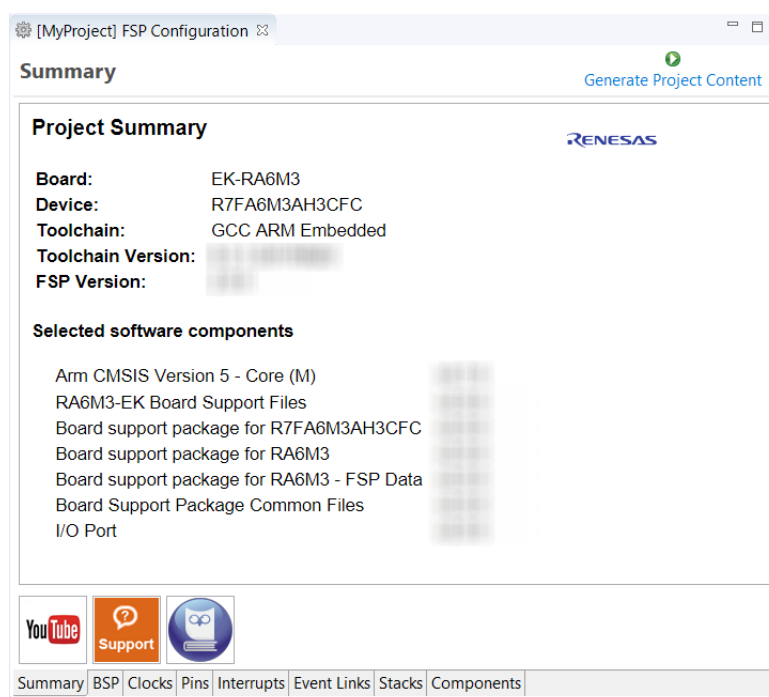 [MyProject] FSP Configuration
Summary
Generate Project Content
Project Summary
RENESAS
Board: EK-RA6M3
Device: R7FA6M3AH3CFC
Toolchain: GCC ARM Embedded
Toolchain Version:
FSP Version:
Selected software components
Arm CMSIS Version 5 - Core (M)
RA6M3-EK Board Support Files
Board support package for R7FA6M3AH3CFC
Board support package for RA6M3
Board support package for RA6M3 - FSP Data
Board Support Package Common Files
I/O Port
YouTube
Support
Summary BSP Clocks Pins Interrupts Event Links Stacks Components